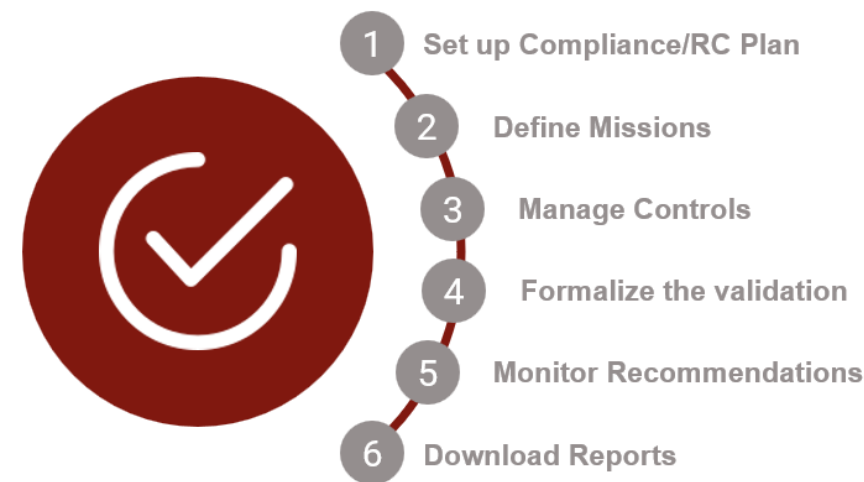 1 Set up Compliance/RC Plan
2 Define Missions
3 Manage Controls
4 Formalize the validation
5 Monitor Recommendations
6 Download Reports